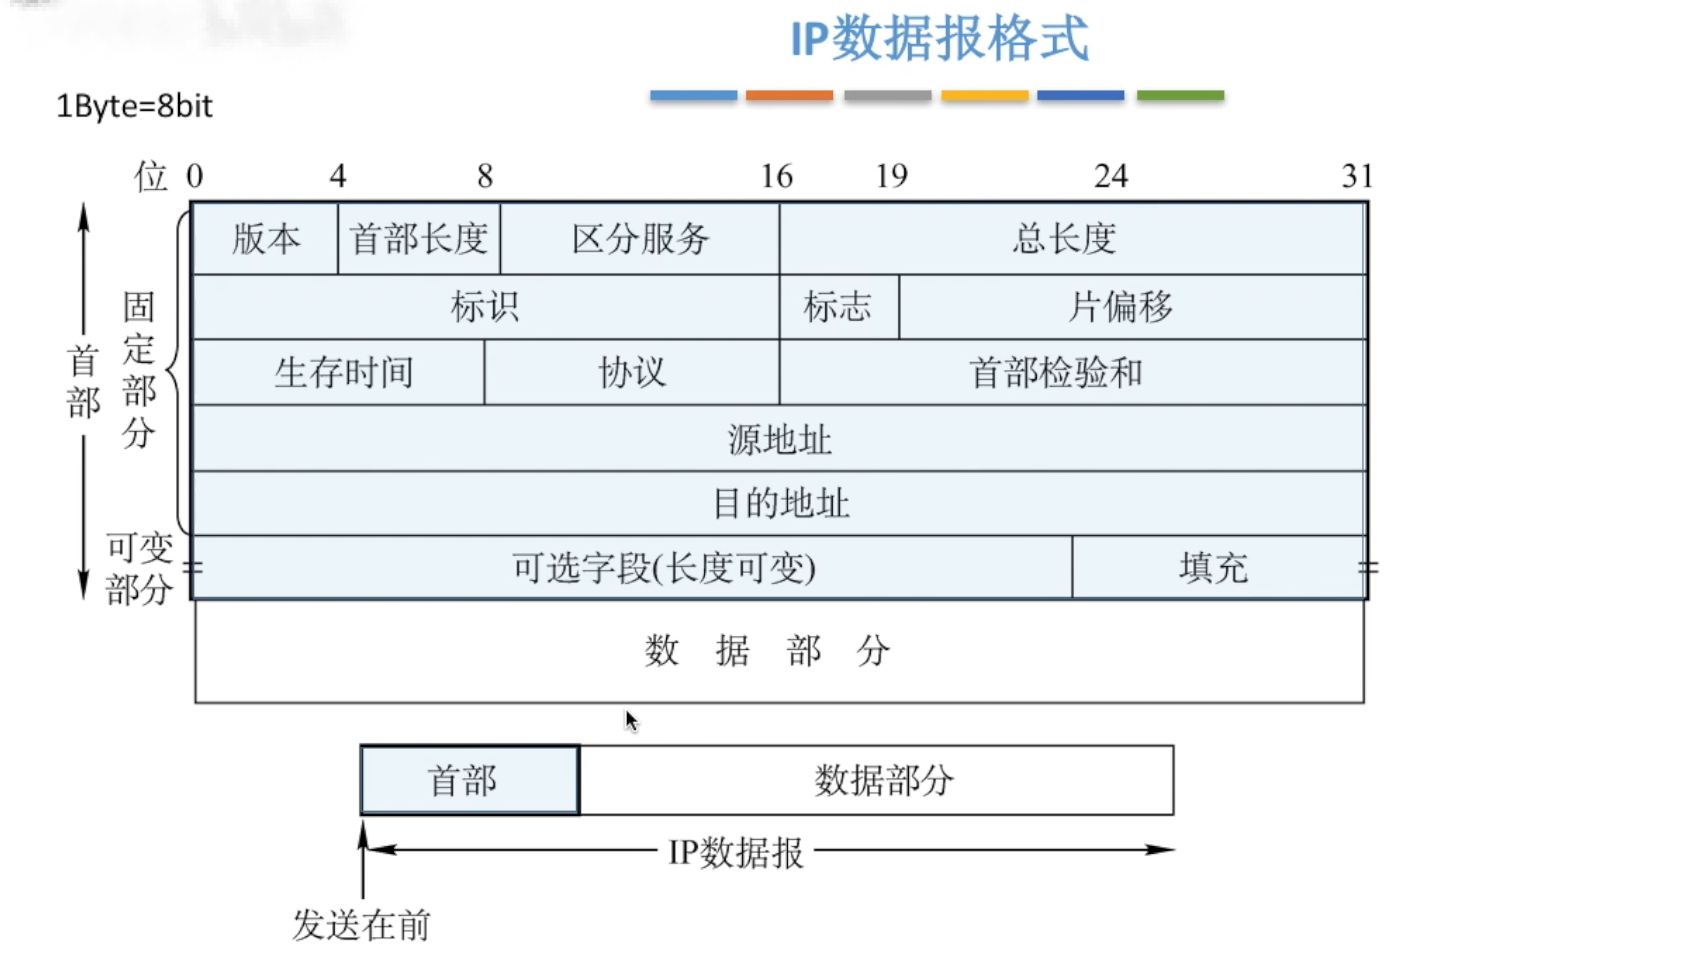 IP数据报格式
1Byte=8bit
位 0 4 8 16 19 24 31
版本 首部长度 区分服务 总长度
标识 标志 片偏移
生存时间 协议 首部检验和
源地址
目的地址
可选字段(长度可变) 填充
首部
固定部分
可变部分
数据部分
首部 数据部分
IP数据报
发送在前